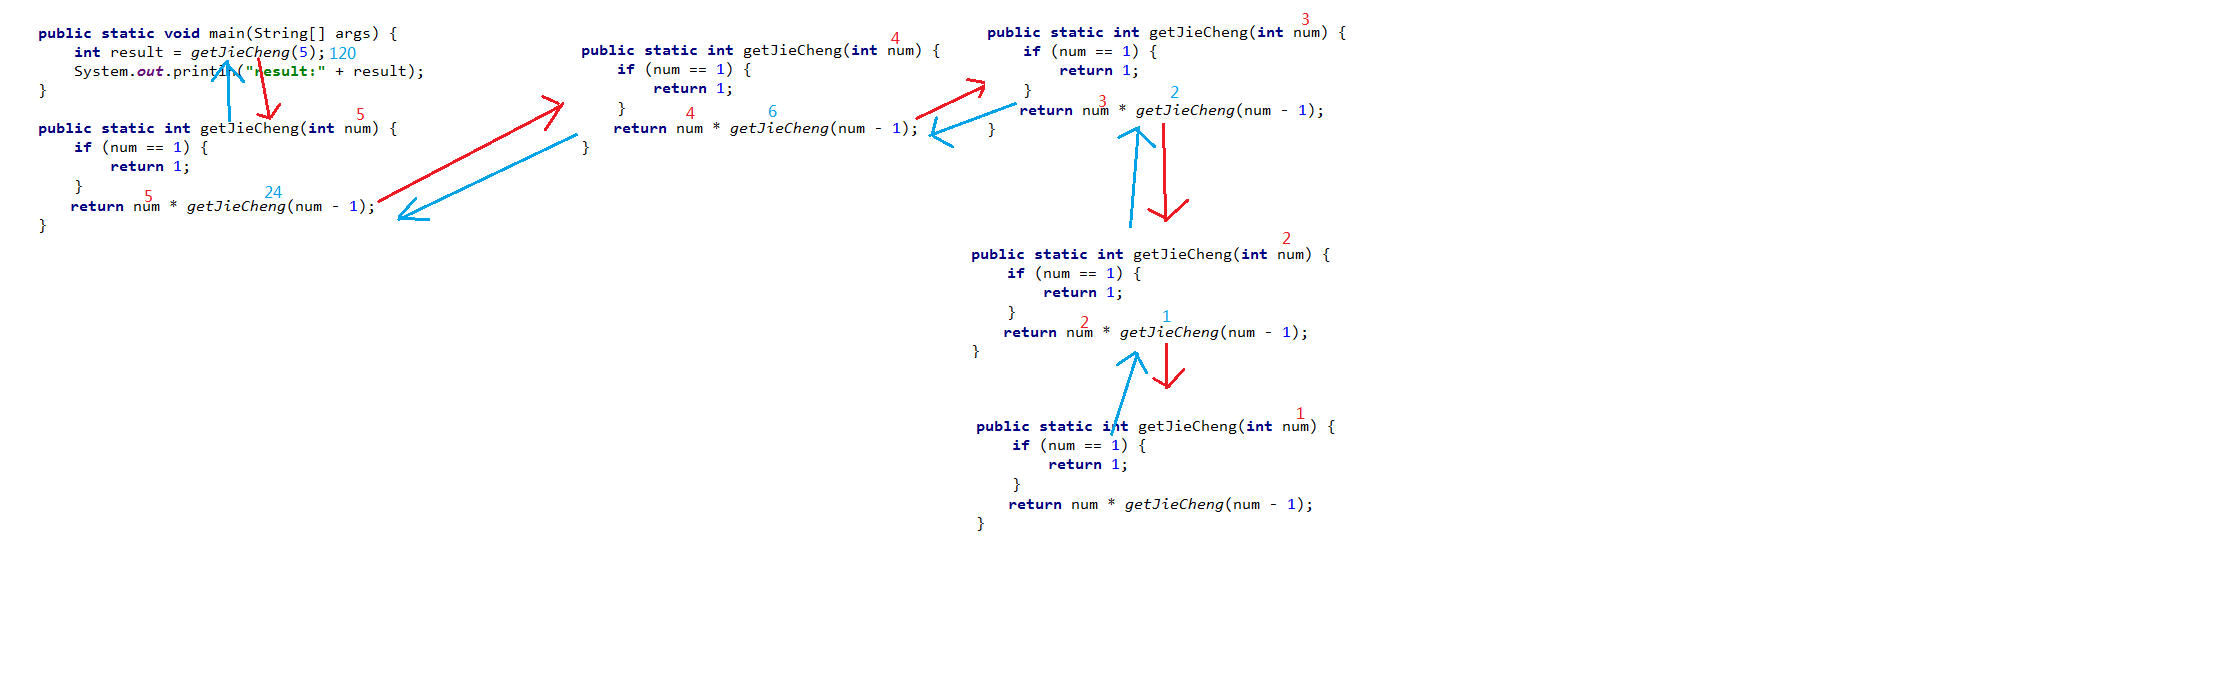 public static void main(String[] args) {
int result = getJieCheng(5); 120
System.out.println("result:" + result);
}
5
public static int getJieCheng(int num) {
if (num == 1) {
return 1;
}
5 24
return num * getJieCheng(num - 1);
}
4
public static int getJieCheng(int num) {
if (num == 1) {
return 1;
}
4 6
return num * getJieCheng(num - 1);
}
3
public static int getJieCheng(int num) {
if (num == 1) {
return 1;
}
3 2
return num * getJieCheng(num - 1);
}
2
public static int getJieCheng(int num) {
if (num == 1) {
return 1;
}
2 1
return num * getJieCheng(num - 1);
}
1
public static int getJieCheng(int num) {
if (num == 1) {
return 1;
}
return num * getJieCheng(num - 1);
}